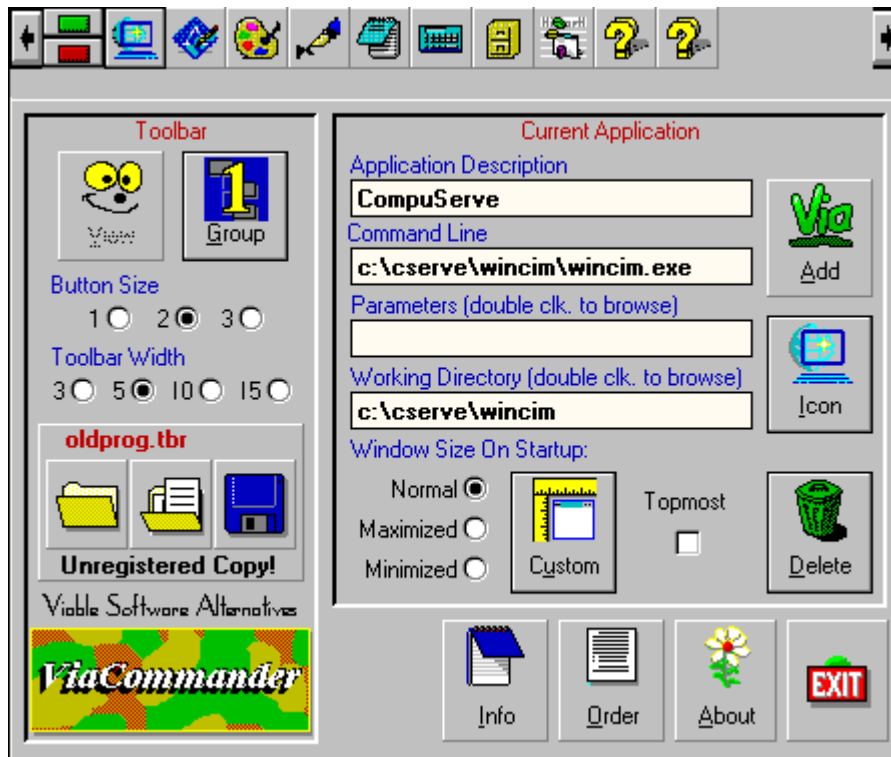 Toolbar
View
1
Group
Button Size
1 2 3
Toolbar Width
3 5 10 15
oldprog.tbr
Unregistered Copy!
Viable Software Alternatives
ViaCommander
Current Application
Application Description
CompuServe
Command Line
c:\cserve\wincim\wincim.exe
Parameters (double clk. to browse)
Working Directory (double clk. to browse)
c:\cserve\wincim
Window Size On Startup:
Normal
Maximized
Minimized
Custom
Topmost
Via
Add
Icon
Delete
Info
Order
About
EXIT